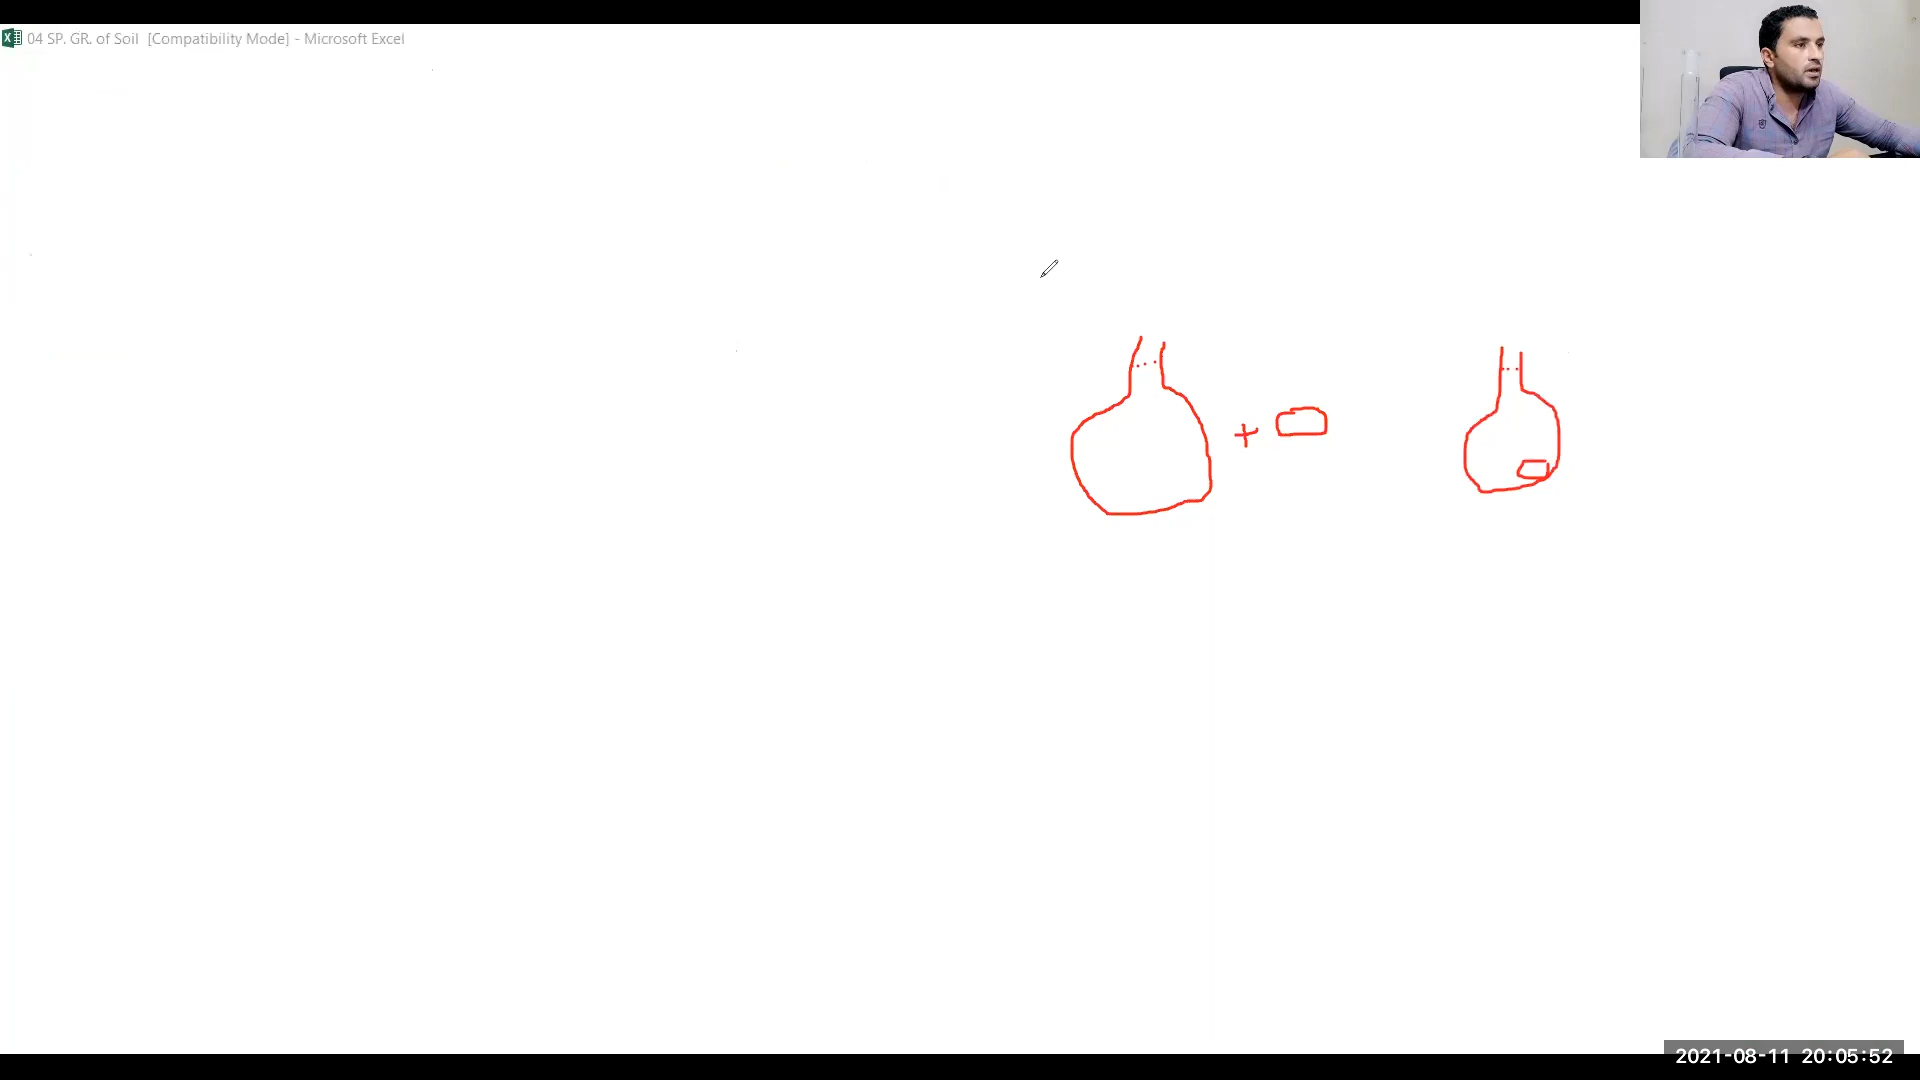 04 SP. GR. of Soil [Compatibility Mode] - Microsoft Excel
+
2021-08-11 20:05:52